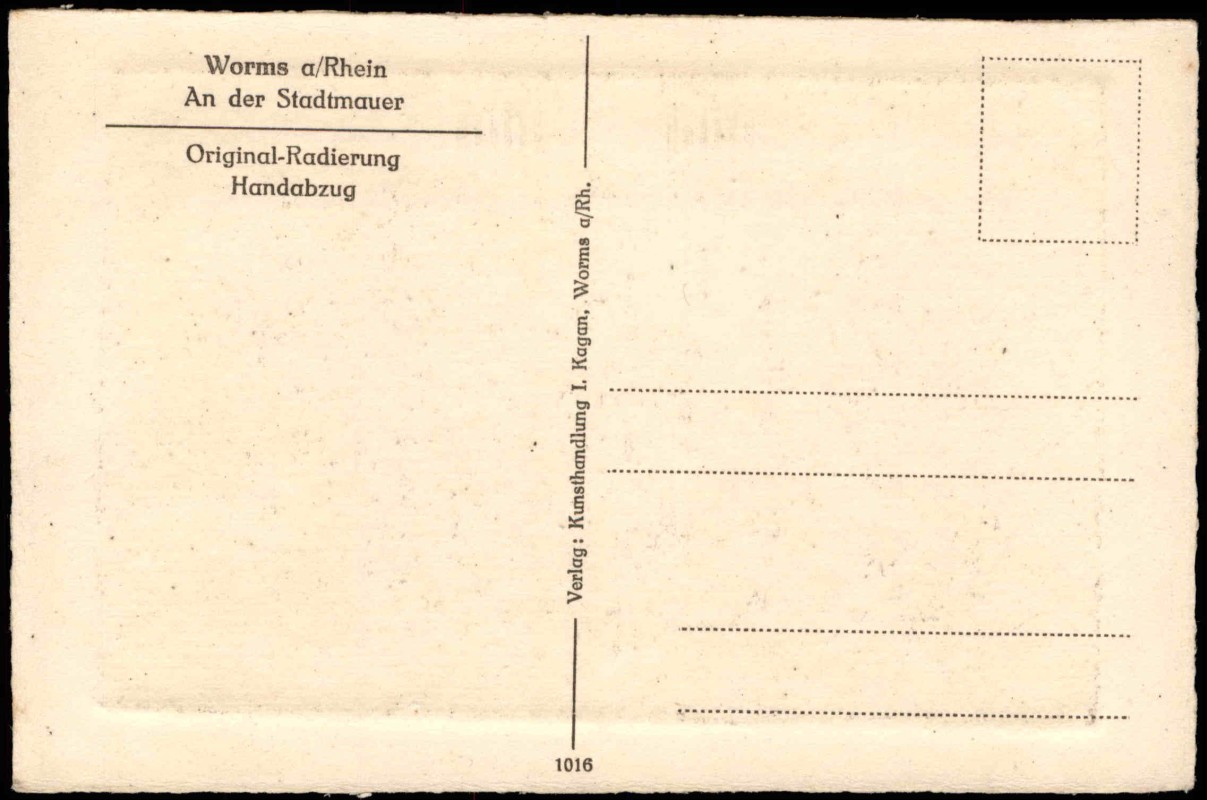 Worms a/Rhein
An der Stadtmauer
Original-Radierung
Handabzug
Verlag: Kunsthandlung I. Kagan, Worms a/Rh.
1016